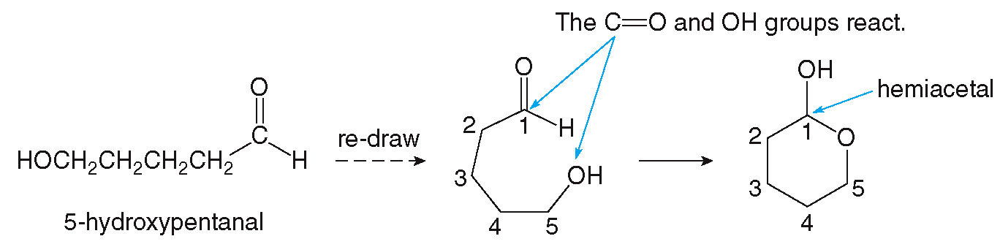 The C=O and OH groups react.
O
C
HOCH₂CH₂CH₂CH₂
H
5-hydroxypentanal
re-draw
O
2
1
H
3
OH
4
5
OH
hemiacetal
2
1
O
3
5
4